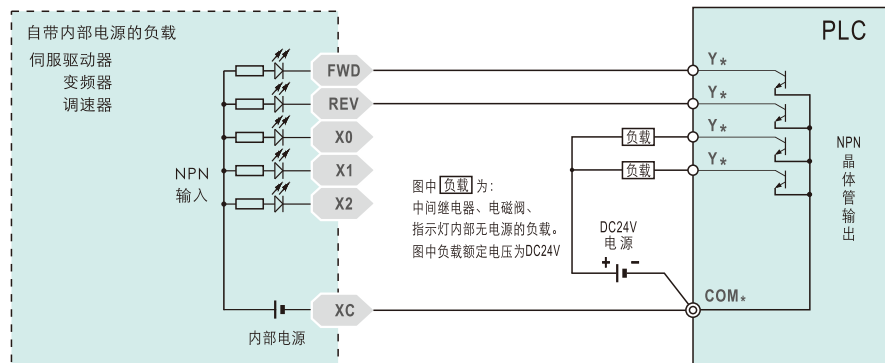 自带内部电源的负载
伺服驱动器
变频器
调速器
NPN
输入
FWD
REV
X0
X1
X2
XC
内部电源
负载
负载
图中 负载 为：
中间继电器、电磁阀、
指示灯内部无电源的负载。
图中负载额定电压为DC24V
DC24V
电源
+ −
PLC
Y*
Y*
Y*
Y*
COM*
NPN
晶
体
管
输
出